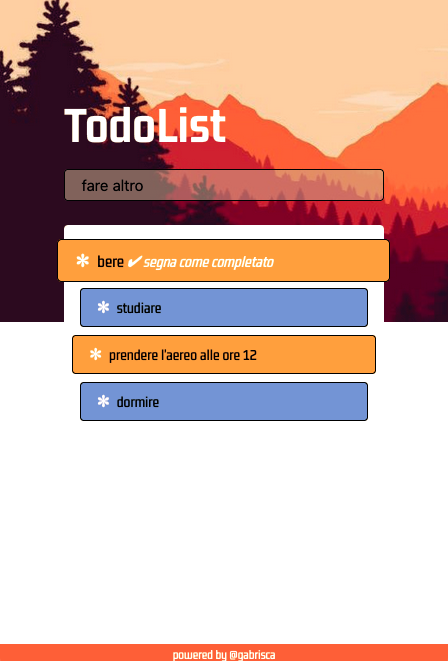 TodoList
fare altro
* bere ✔ segna come completato
* studiare
* prendere l'aereo alle ore 12
* dormire
powered by @gabrisca